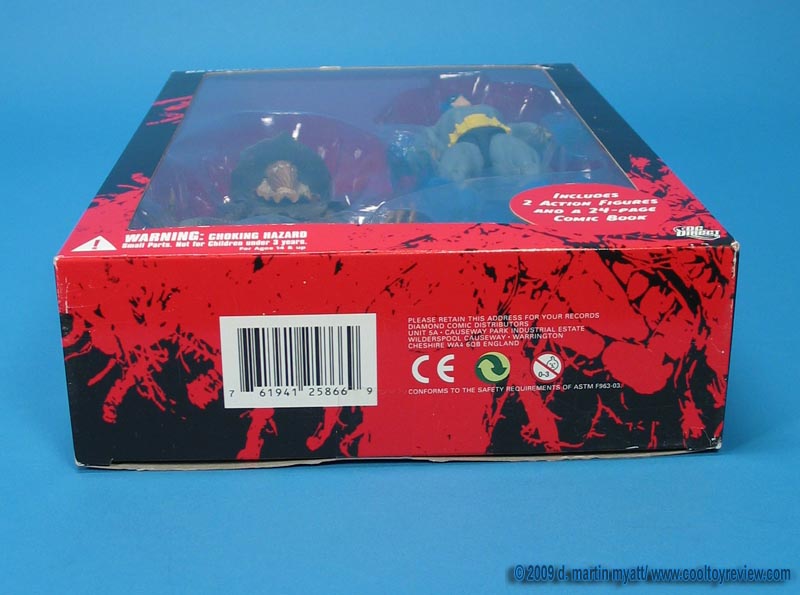 INCLUDES
2 ACTION FIGURES
AND A 24-PAGE
COMIC BOOK
DC DIRECT
WARNING: CHOKING HAZARD
Small Parts. Not for Children under 3 years.
For Ages 14 & up
PLEASE RETAIN THIS ADDRESS FOR YOUR RECORDS
DIAMOND COMIC DISTRIBUTORS
UNIT 5A • CAUSEWAY PARK INDUSTRIAL ESTATE
WILDERSPOOL CAUSEWAY • WARRINGTON
CHESHIRE WA4 6QB ENGLAND
CE
0-3
CONFORMS TO THE SAFETY REQUIREMENTS OF ASTM F963-03.
7 61941 25866 9
© 2009 d. martin myatt/ www.cooltoyreview.com